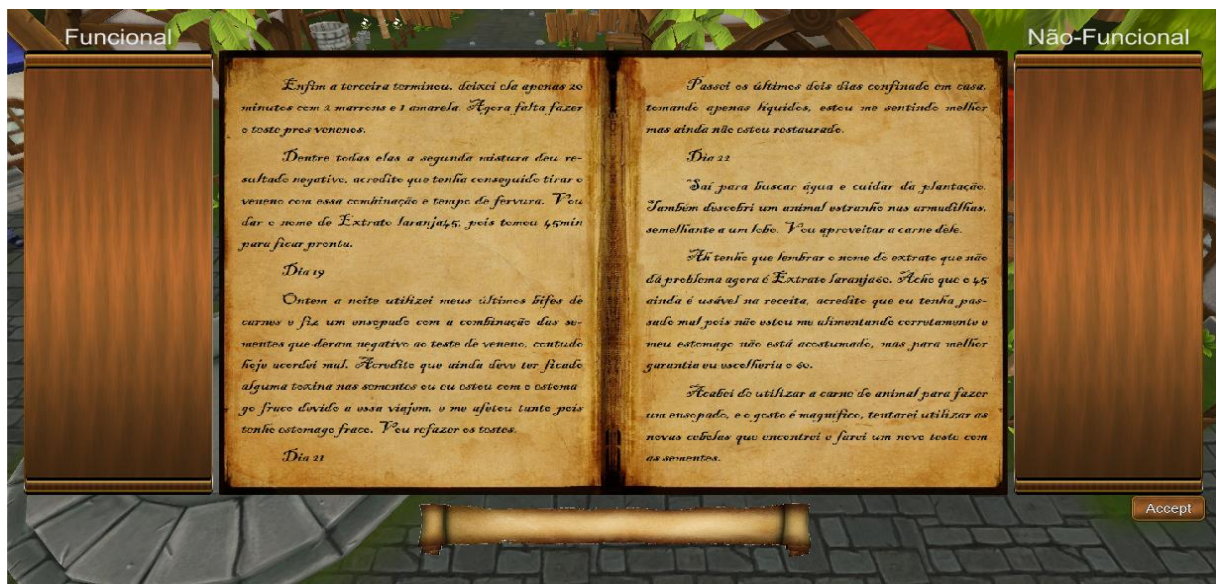 Funcional
Não-Funcional
Enfim a terceira terminou, deixei ela apenas 20
minutos com 2 marrons e 1 amarela. Agora falta fazer
o teste pros venenos.
Dentre todas elas a segunda mistura deu re-
sultado negativo, acredito que tenha conseguido tirar o
veneno com essa combinação e tempo de fervura. Vou
dar o nome de Extrato laranja45, pois tomou 45min
para ficar pronta.
Dia 19
Ontem a noite utilizei meus últimos bifes de
carnes e fiz um ensopado com a combinação das se-
mentes que deram negativo ao teste de veneno, contudo
hoje acordei mal. Acredito que ainda deve ter ficado
alguma toxina nas sementes ou eu estou com o estoma-
go fraco devido a essa viajem, e me afetou tanto pois
tenho estomago fraco. Vou refazer os testes.
Dia 21
Passei os últimos dois dias confinado em casa,
tomando apenas líquidos, estou me sentindo melhor
mas ainda não estou restaurado.
Dia 22
Sai para buscar água e cuidar da plantação.
Também descobri um animal estranho nas armadilhas,
semelhante a um lobo. Vou aproveitar a carne dele.
Ah tenho que lembrar o nome do extrato que não
dá problema agora é Extrato laranja60. Acho que o 45
ainda é usável na receita, acredito que eu tenha pas-
sado mal pois não estou me alimentando corretamente e
meu estomago não está acostumado, mas para melhor
garantia eu escolheria o 60.
Acabei de utilizar a carne do animal para fazer
um ensopado, e o gosto é magnífico, tentarei utilizar as
novas cebolas que encontrei e farei um novo teste com
as sementes.
Accept